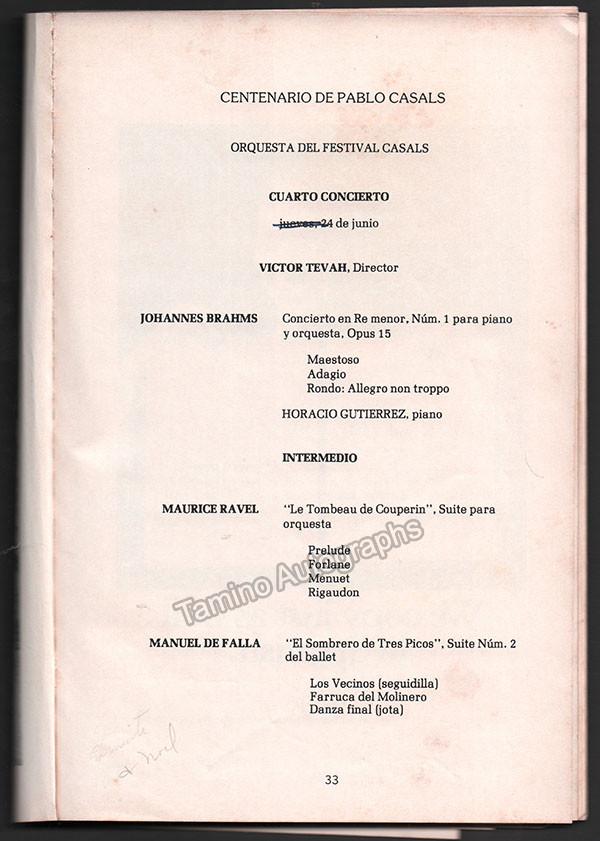 CENTENARIO DE PABLO CASALS
ORQUESTA DEL FESTIVAL CASALS
CUARTO CONCIERTO
jueves, 24 de junio
VICTOR TEVAH, Director
JOHANNES BRAHMS Concierto en Re menor, Núm. 1 para piano
y orquesta, Opus 15
Maestoso
Adagio
Rondo: Allegro non troppo
HORACIO GUTIERREZ, piano
INTERMEDIO
MAURICE RAVEL "Le Tombeau de Couperin", Suite para
orquesta
Prelude
Forlane
Menuet
Rigaudon
Tamino Autographs
MANUEL DE FALLA "El Sombrero de Tres Picos", Suite Núm. 2
del ballet
Los Vecinos (seguidilla)
Farruca del Molinero
Danza final (jota)
33